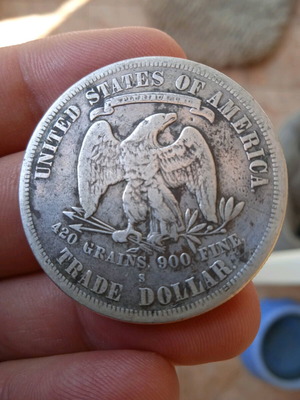 UNITED STATES OF AMERICA
420 GRAINS, 900 FINE.
S
TRADE DOLLAR.